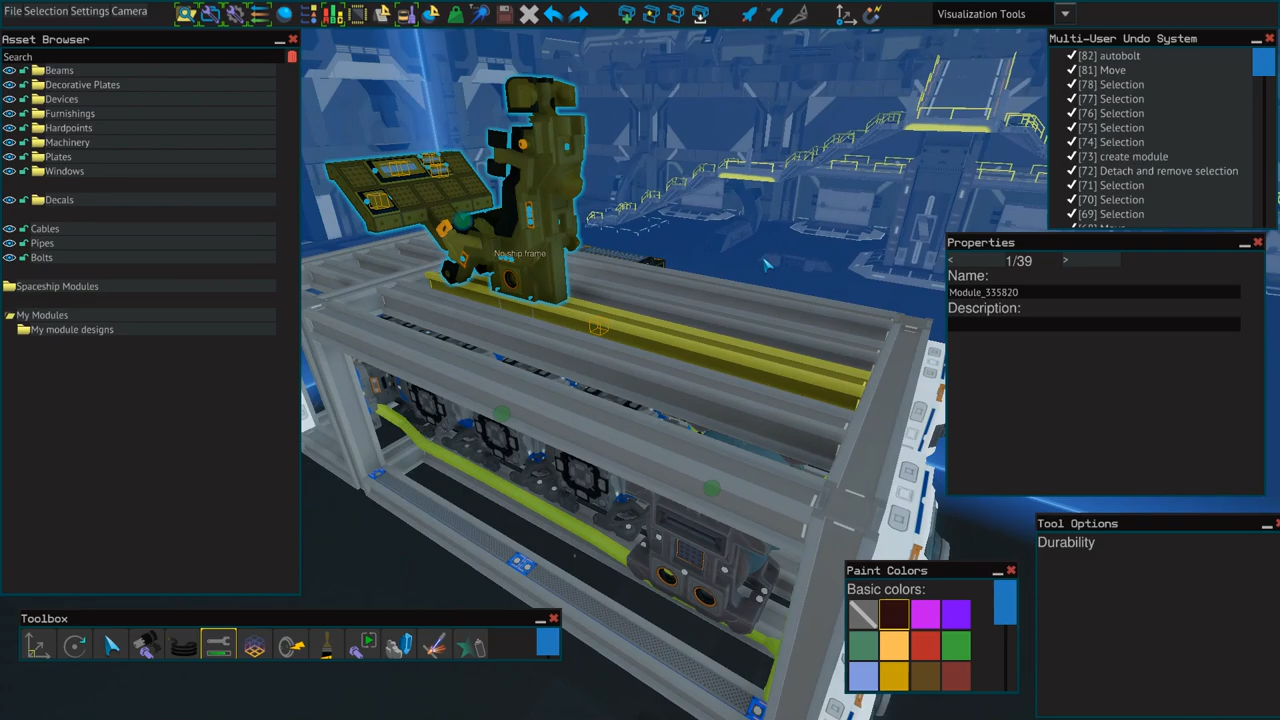 File Selection Settings Camera
Visualization Tools
Asset Browser
Search
Beams
Decorative Plates
Devices
Furnishings
Hardpoints
Machinery
Plates
Windows
Decals
Cables
Pipes
Bolts
Spaceship Modules
My Modules
My module designs
No ship frame
Multi-User Undo System
[82] autobolt
[81] Move
[78] Selection
[77] Selection
[76] Selection
[75] Selection
[74] Selection
[73] create module
[72] Detach and remove selection
[71] Selection
[70] Selection
[69] Selection
[68] Move
Properties
< 1/39 >
Name:
Module_335820
Description:
Tool Options
Durability
Paint Colors
Basic colors:
Toolbox